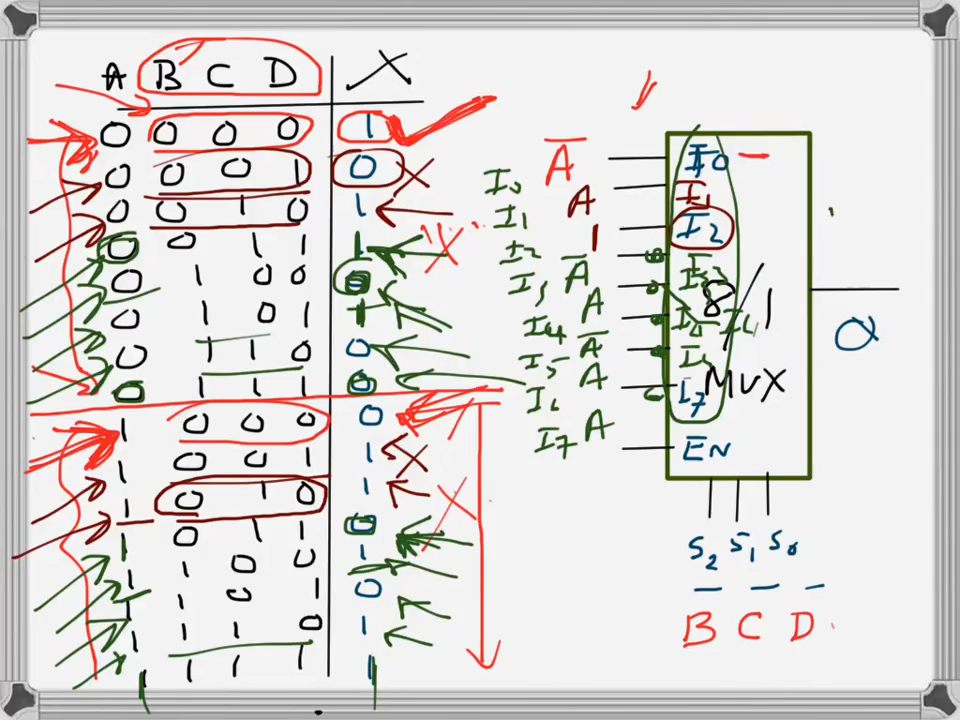 A B C D X
0 0 0 0 1
0 0 0 1 0 X
0 0 1 0 1
0 0 1 1 1 "X"
0 1 0 0 0
0 1 0 1 1
0 1 1 0 0
0 1 1 1 0
1 0 0 0 0
1 0 0 1 1 X
1 0 1 0 1 X
1 0 1 1 0
1 1 0 0 1
1 1 0 1 0
1 1 1 0 1
1 1 1 1 1
I0 A̅ I0
I1 A I1
I2 1 I2
I3 A̅ I3
I4 A I4
I5 A̅ I5
I6 A
I7 A I7
EN
8/1
MUX
Q
S2 S1 S0
B C D